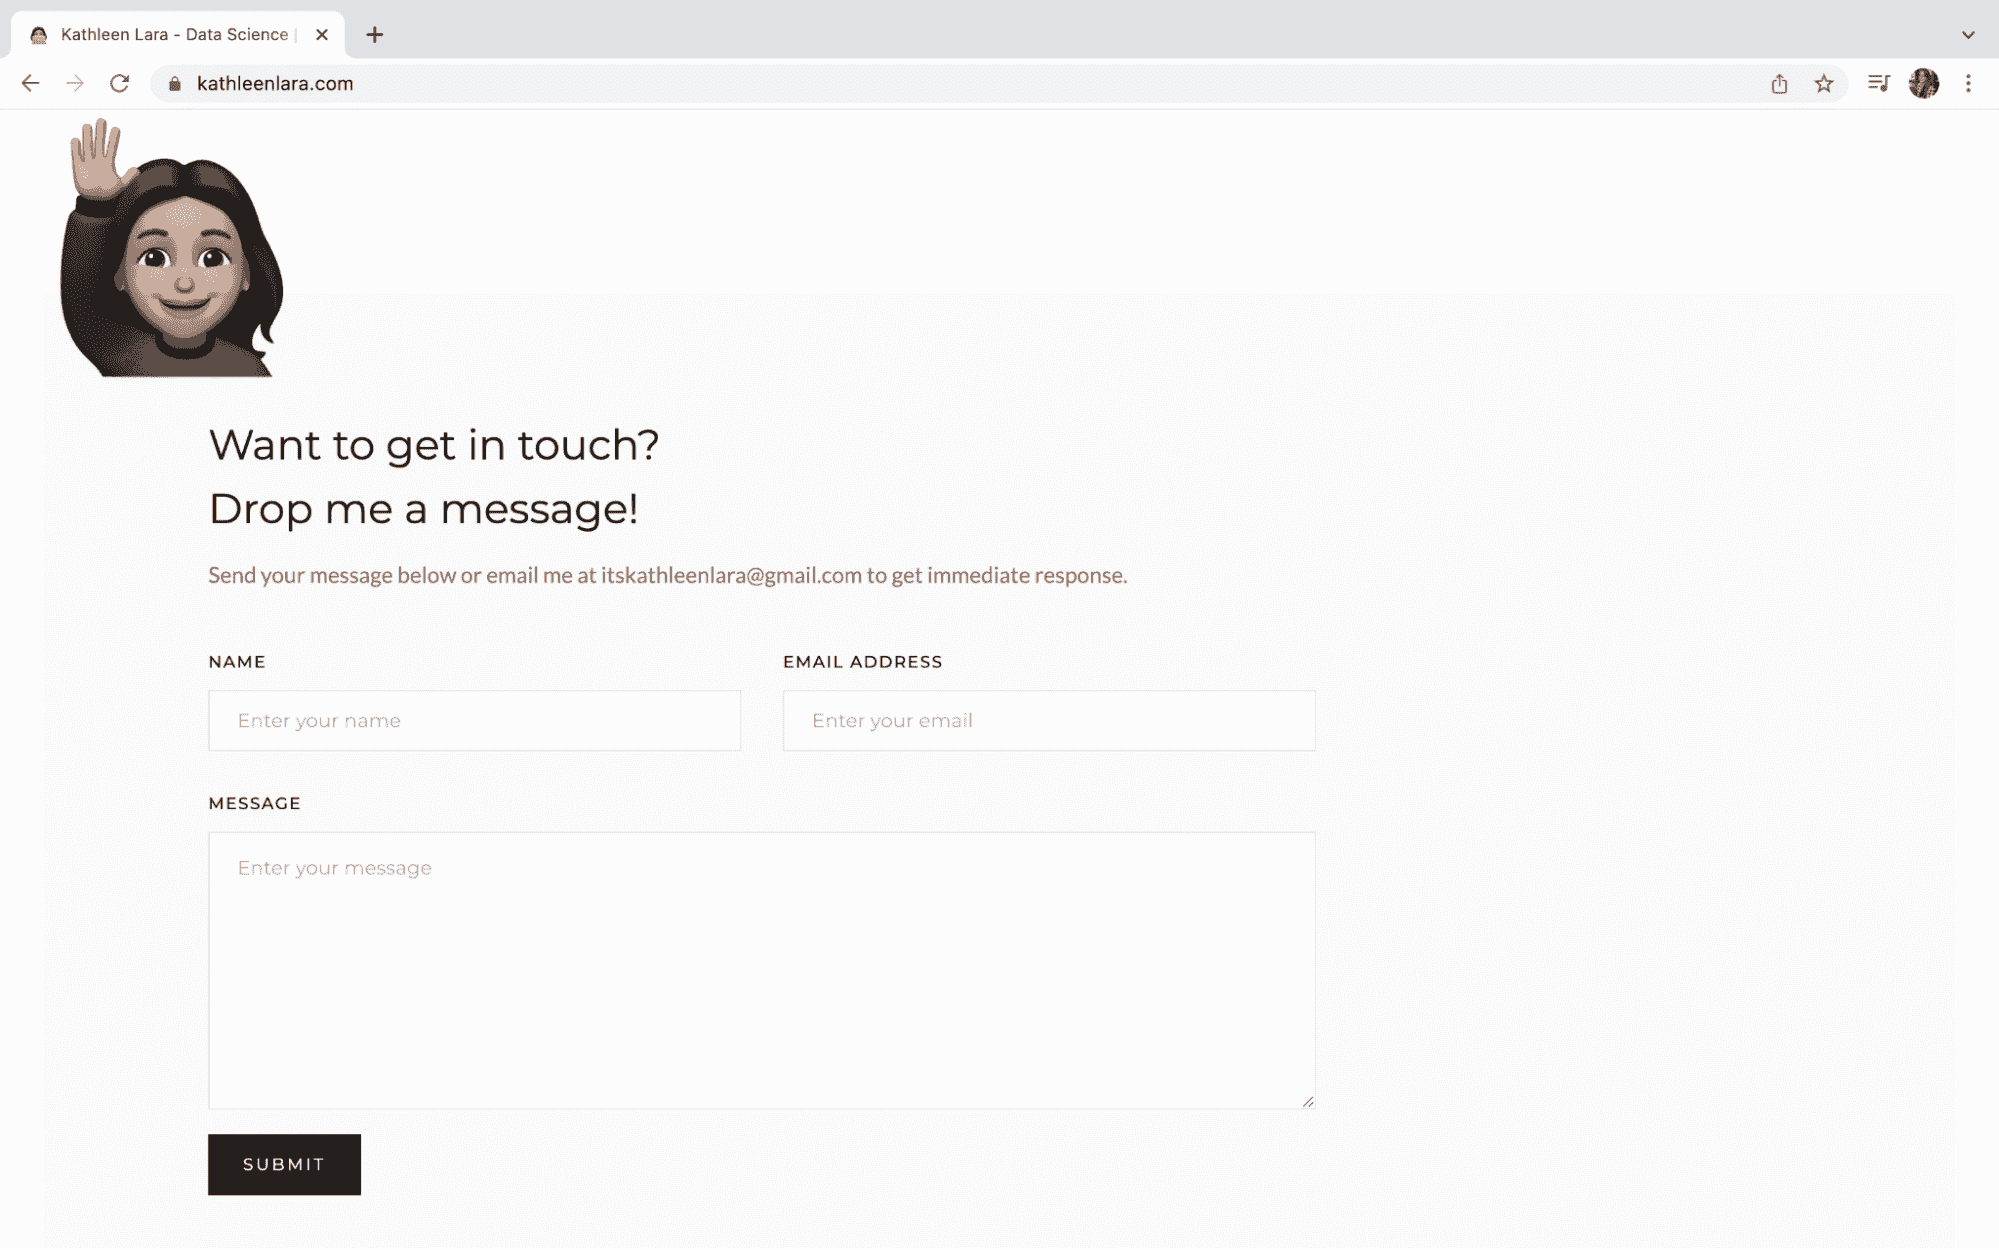 Kathleen Lara - Data Science |
kathleenlara.com
Want to get in touch?
Drop me a message!
Send your message below or email me at itskathleenlara@gmail.com to get immediate response.
NAME
EMAIL ADDRESS
Enter your name
Enter your email
MESSAGE
Enter your message
SUBMIT